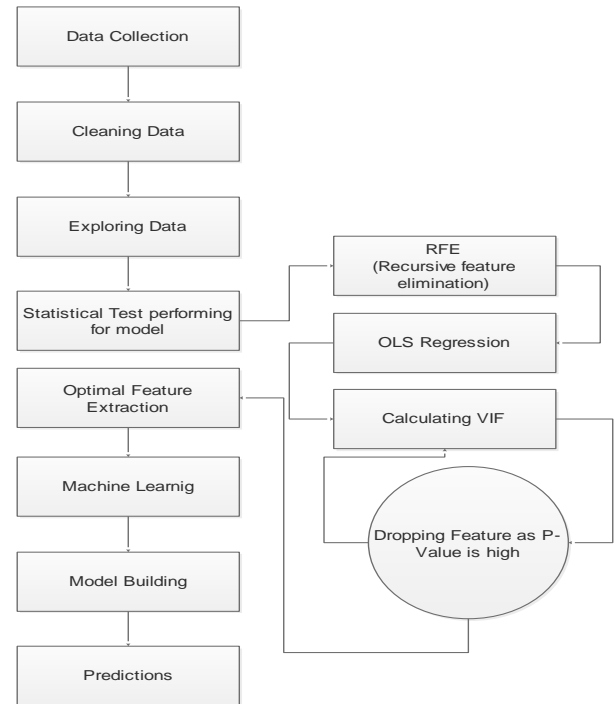 Data Collection
Cleaning Data
Exploring Data
Statistical Test performing
for model
RFE
(Recursive feature
elimination)
OLS Regression
Calculating VIF
Dropping Feature as P-
Value is high
Optimal Feature
Extraction
Machine Learnig
Model Building
Predictions